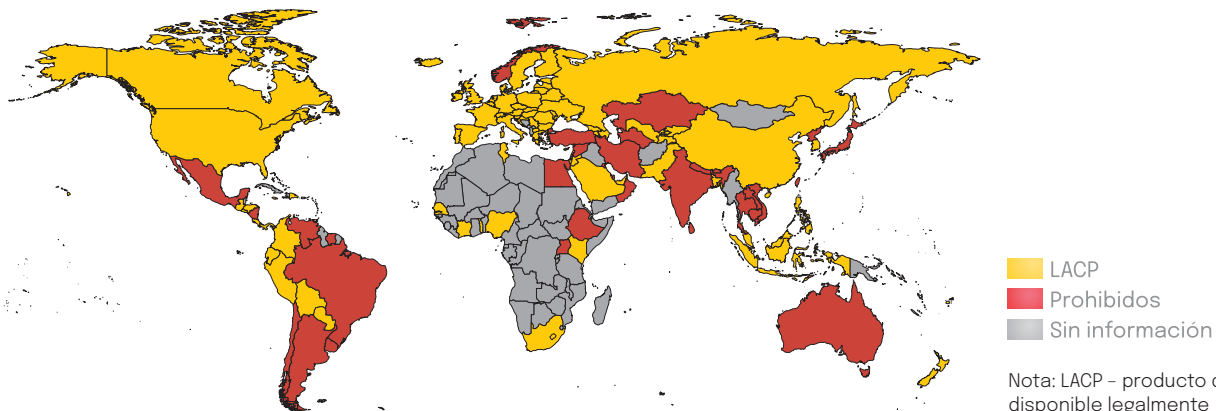 LACP
Prohibidos
Sin información
Nota: LACP – producto
disponible legalmente